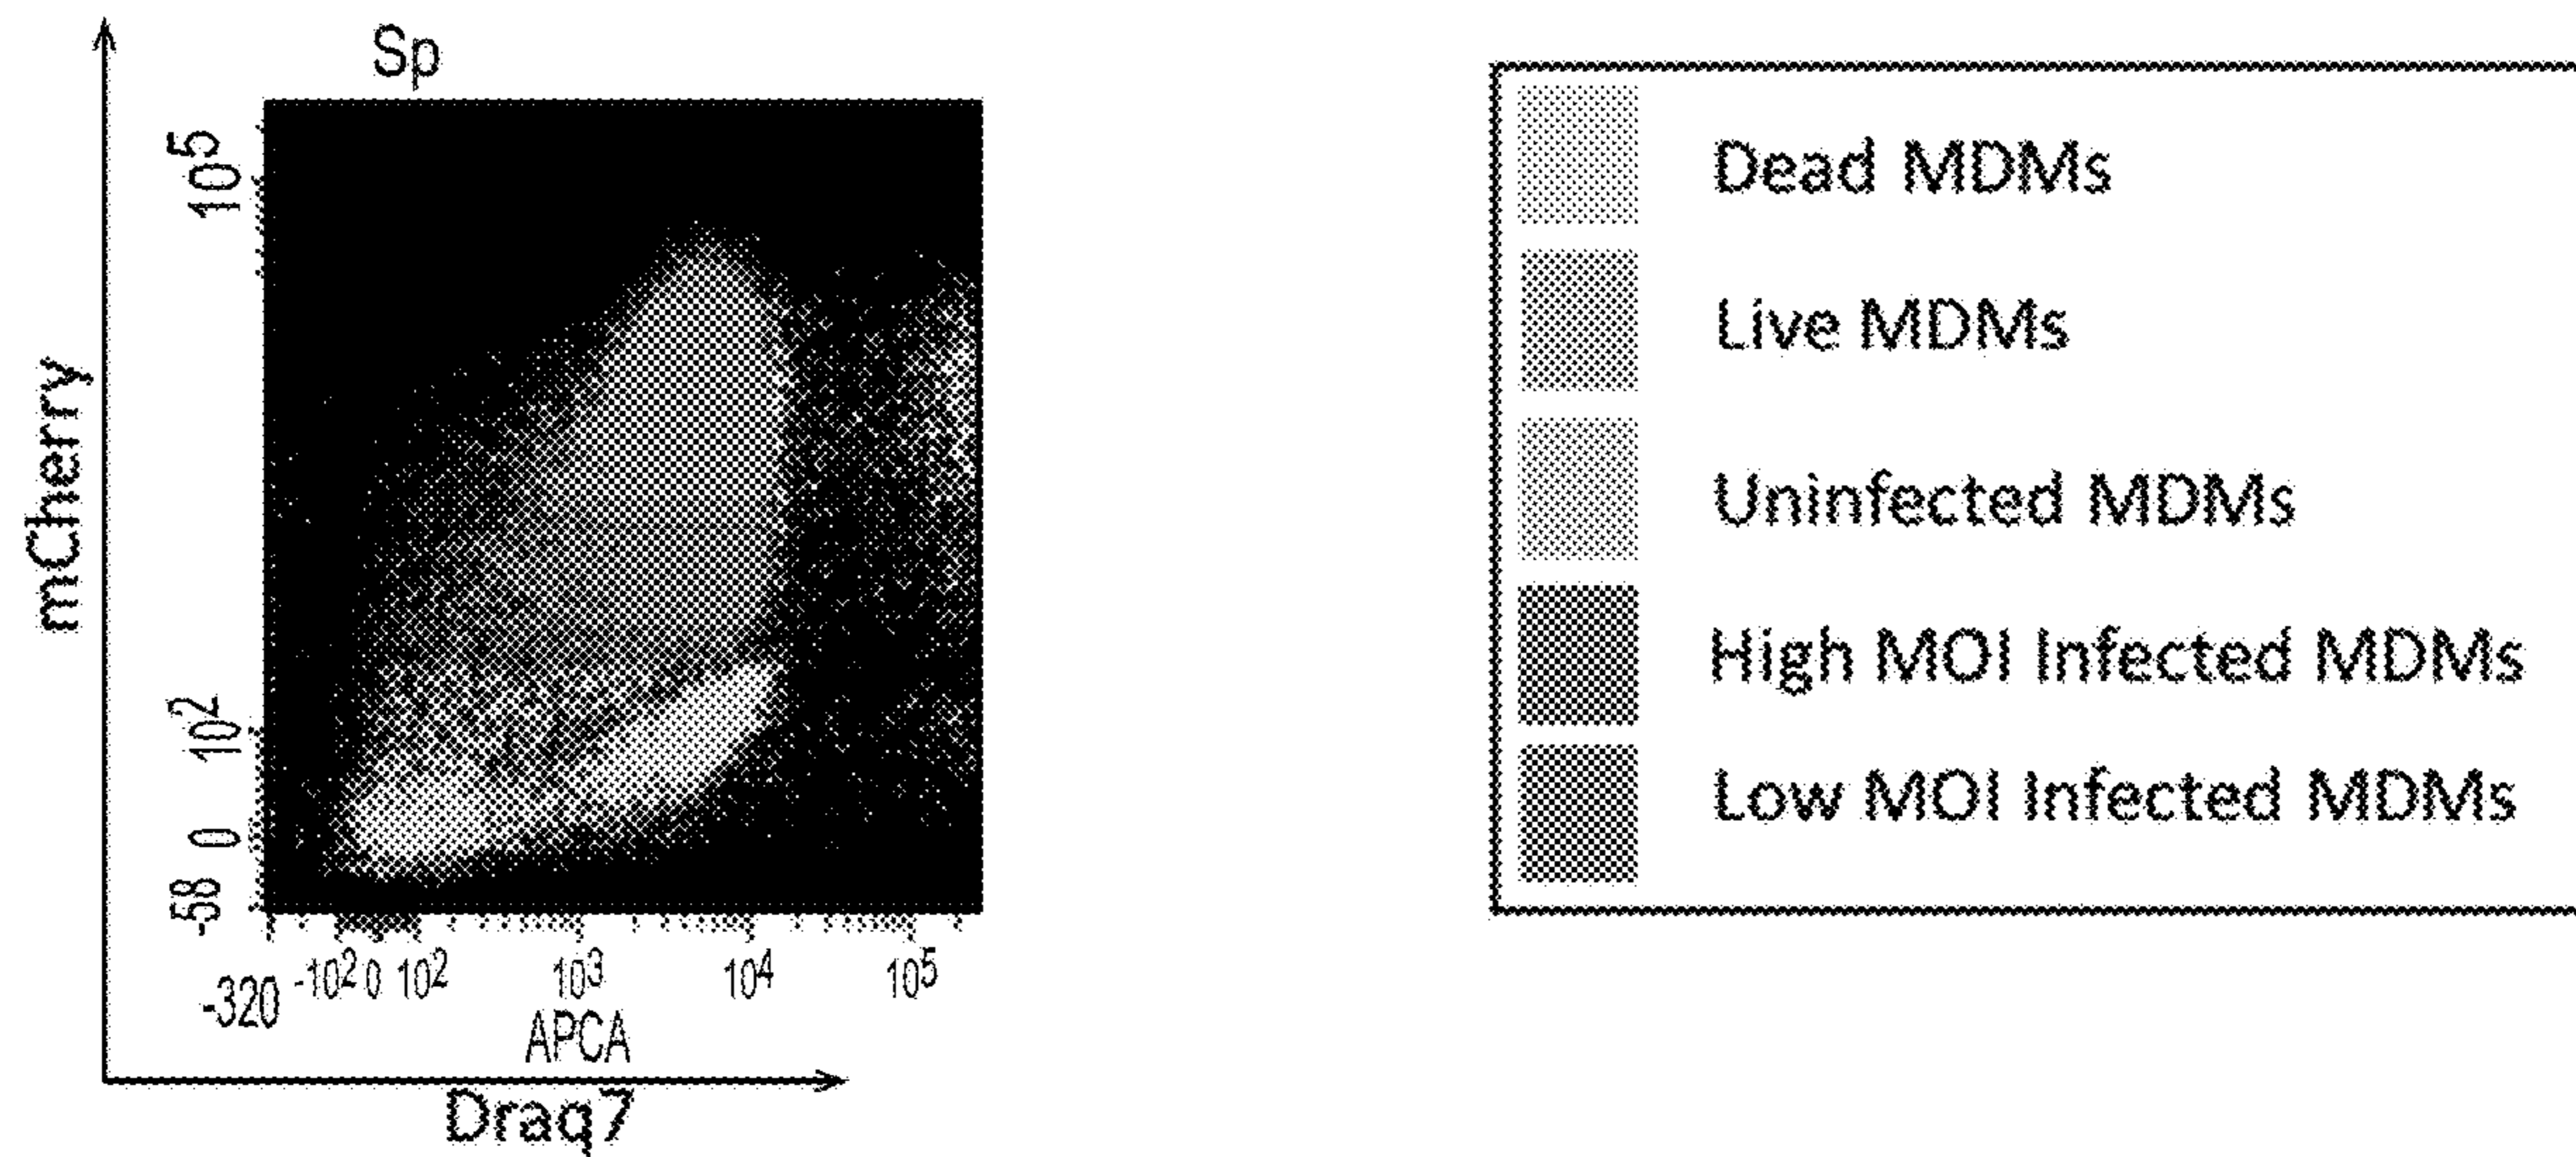 Sp
mCherry
10^5
10^2
0
-58
-320 -10^2 0 10^2 10^3 10^4 10^5
APCA
Draq7
Dead MDMs
Live MDMs
Uninfected MDMs
High MOI Infected MDMs
Low MOI Infected MDMs